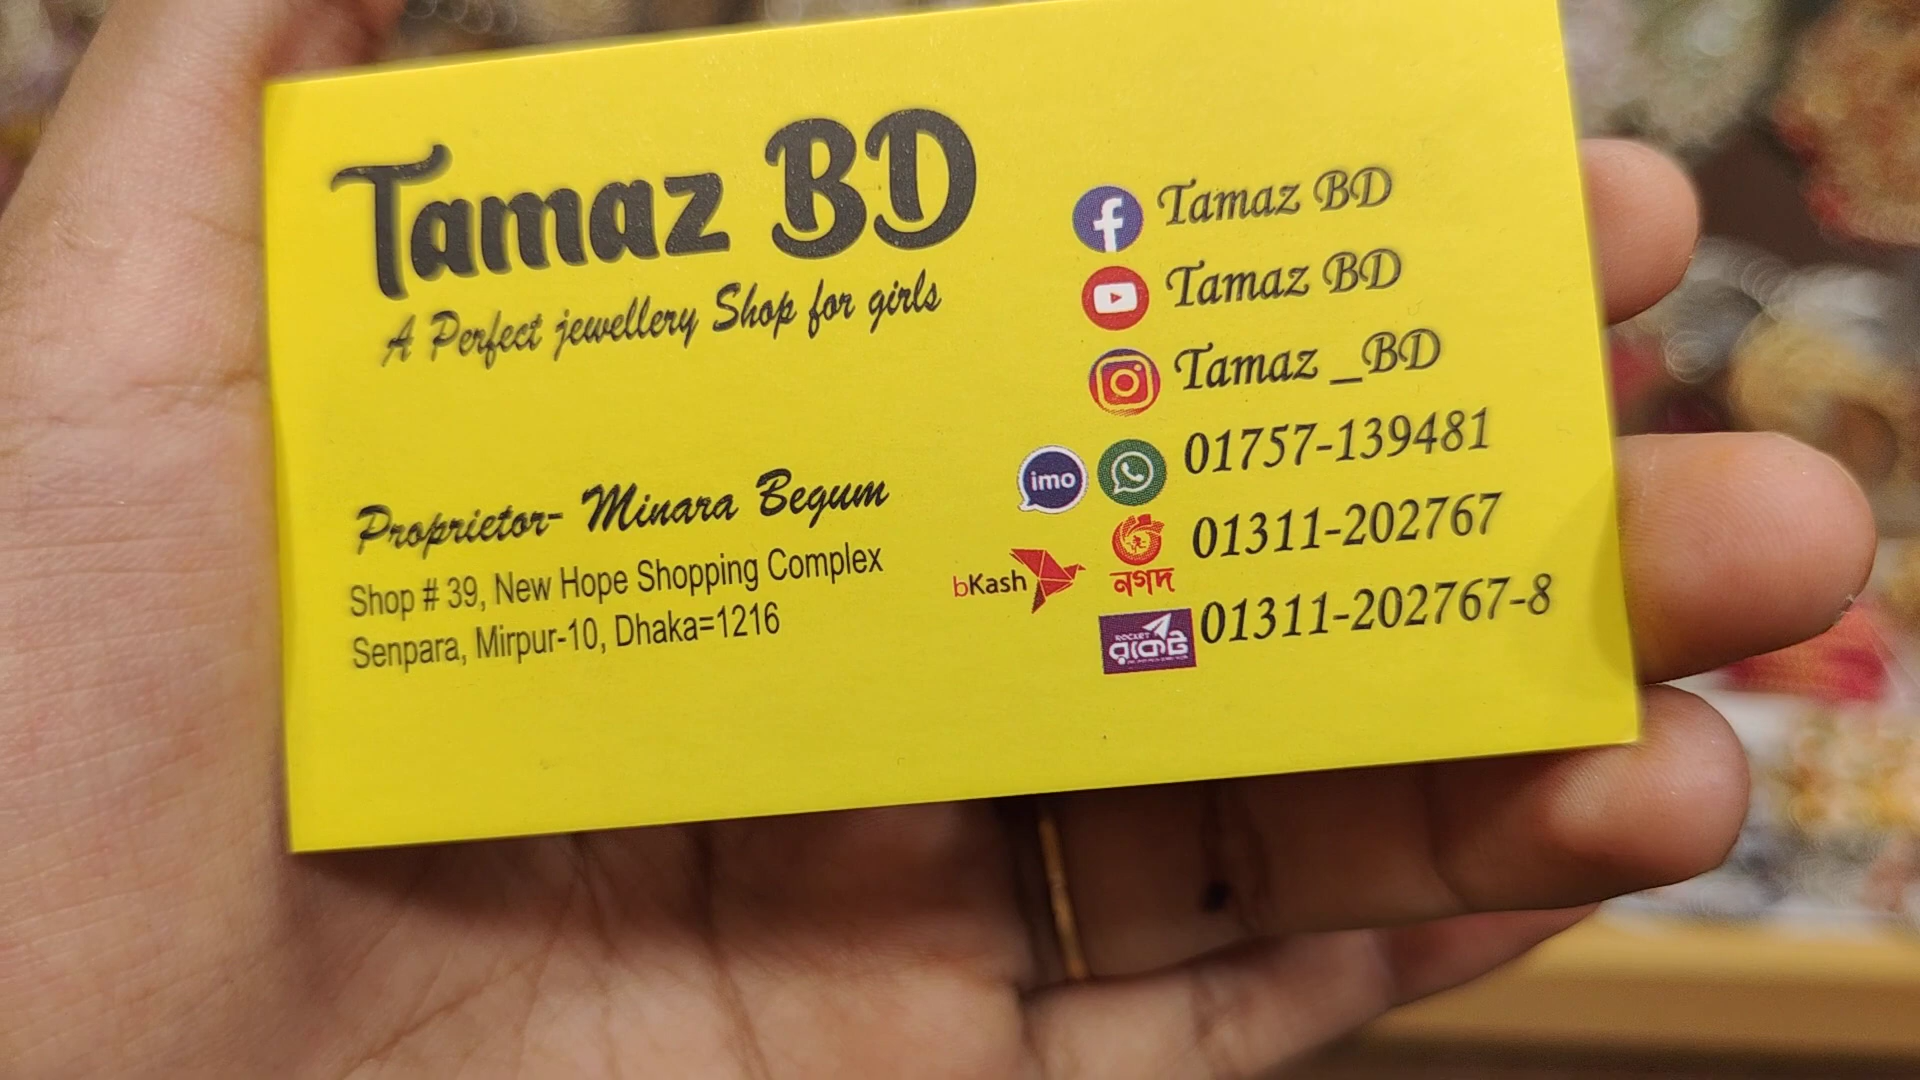 Tamaz BD
A Perfect jewellery Shop for girls
Proprietor- Minara Begum
Shop # 39, New Hope Shopping Complex
Senpara, Mirpur-10, Dhaka=1216
Tamaz BD
Tamaz BD
Tamaz _BD
imo 01757-139481
bKash নগদ 01311-202767
ROCKET রকেট 01311-202767-8